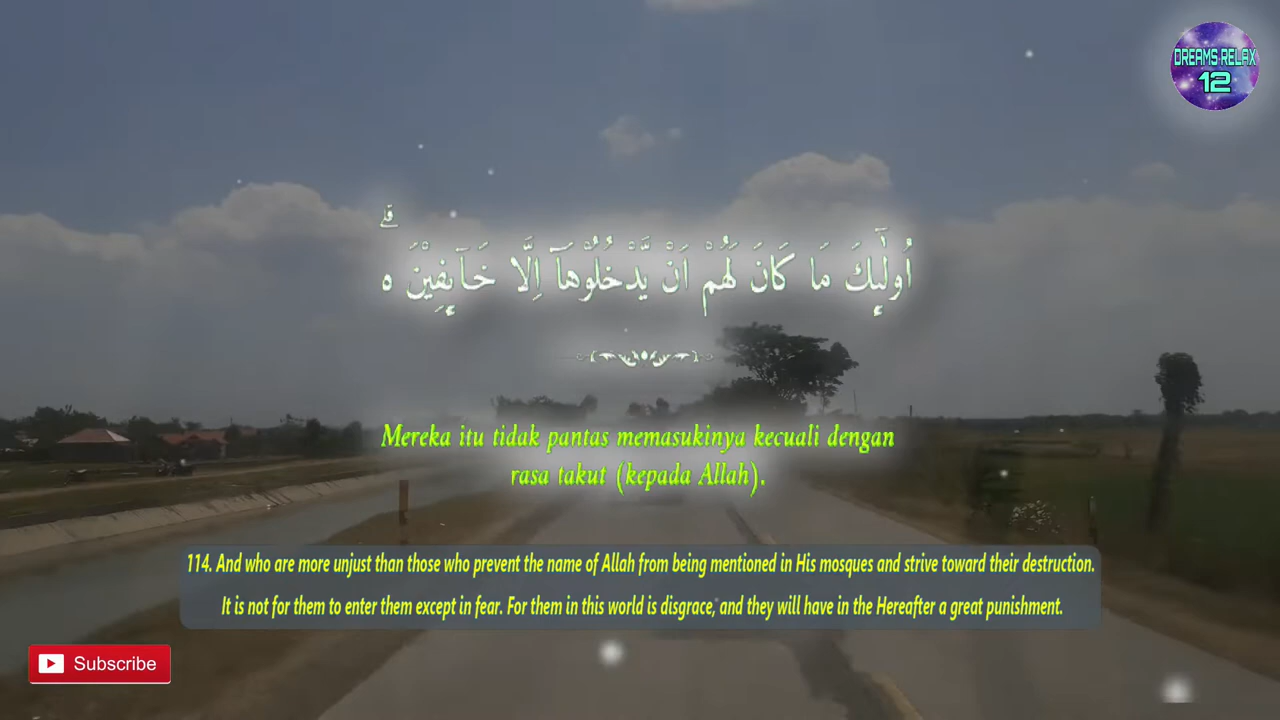 DREAMS RELAX
12
اُولٰۤىِٕكَ مَا كَانَ لَهُمْ اَنْ يَّدْخُلُوْهَآ اِلَّا خَاۤىِٕفِيْنَ ەۗ
Mereka itu tidak pantas memasukinya kecuali dengan
rasa takut (kepada Allah).
114. And who are more unjust than those who prevent the name of Allah from being mentioned in His mosques and strive toward their destruction.
It is not for them to enter them except in fear. For them in this world is disgrace, and they will have in the Hereafter a great punishment.
Subscribe